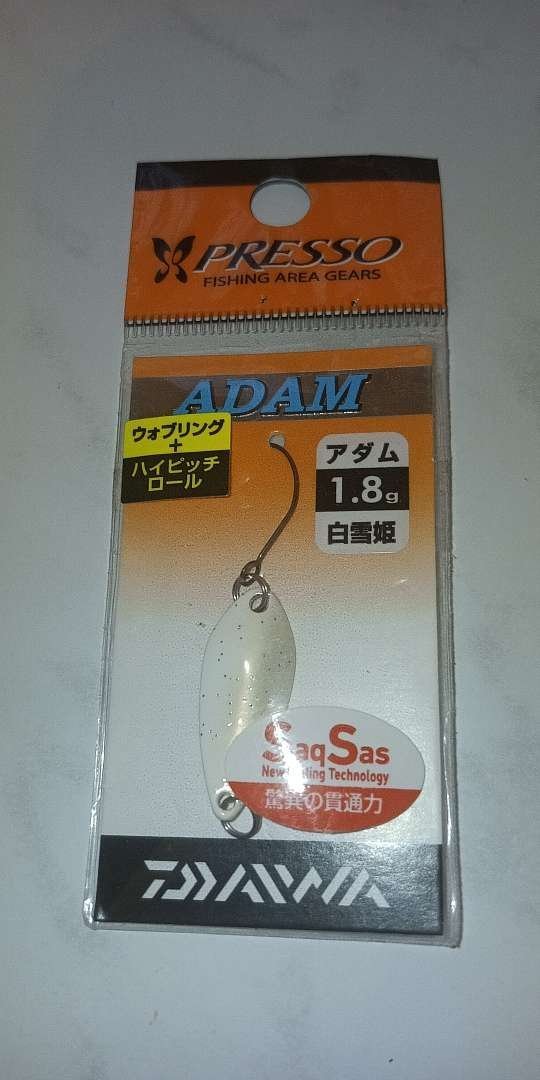 PRESSO
FISHING AREA GEARS
ADAM
ウォブリング
+
ハイピッチ
ロール
アダム
1.8g
白雪姫
SaqSas
New Technology
驚異の貫通力
DAIWA